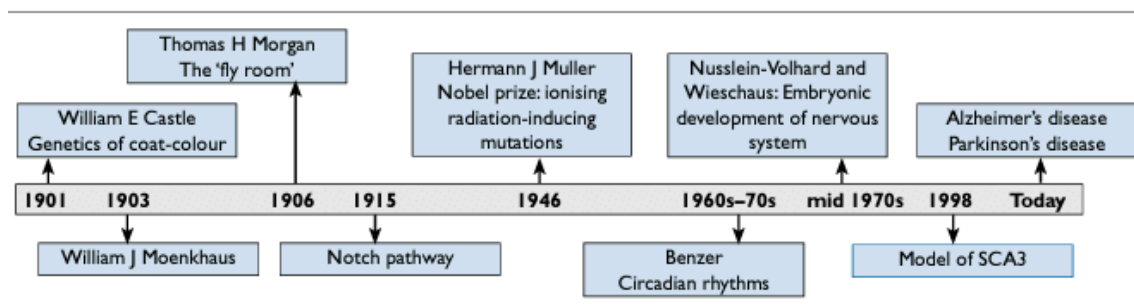 Thomas H Morgan
The 'fly room'
Hermann J Muller
Nobel prize: ionising
radiation-inducing
mutations
Nusslein-Volhard and
Wieschaus: Embryonic
development of nervous
system
William E Castle
Genetics of coat-colour
Alzheimer's disease
Parkinson's disease
1901 1903 1906 1915 1946 1960s–70s mid 1970s 1998 Today
William J Moenkhaus
Notch pathway
Benzer
Circadian rhythms
Model of SCA3